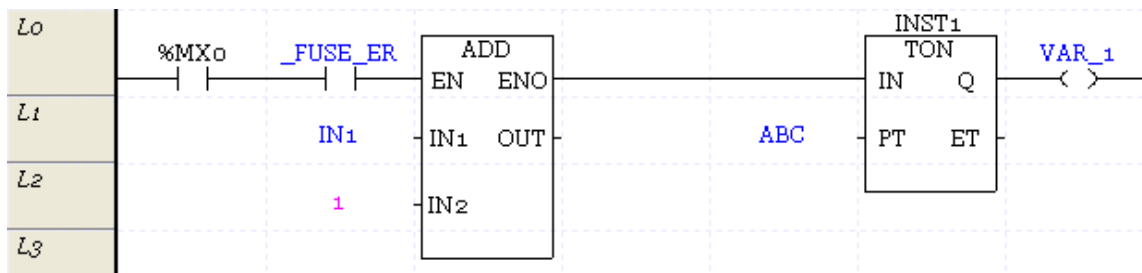 L0
INST1
%MX0 _FUSE_ER ADD TON VAR_1
EN ENO IN Q
L1
IN1 IN1 OUT ABC PT ET
L2
1 IN2
L3